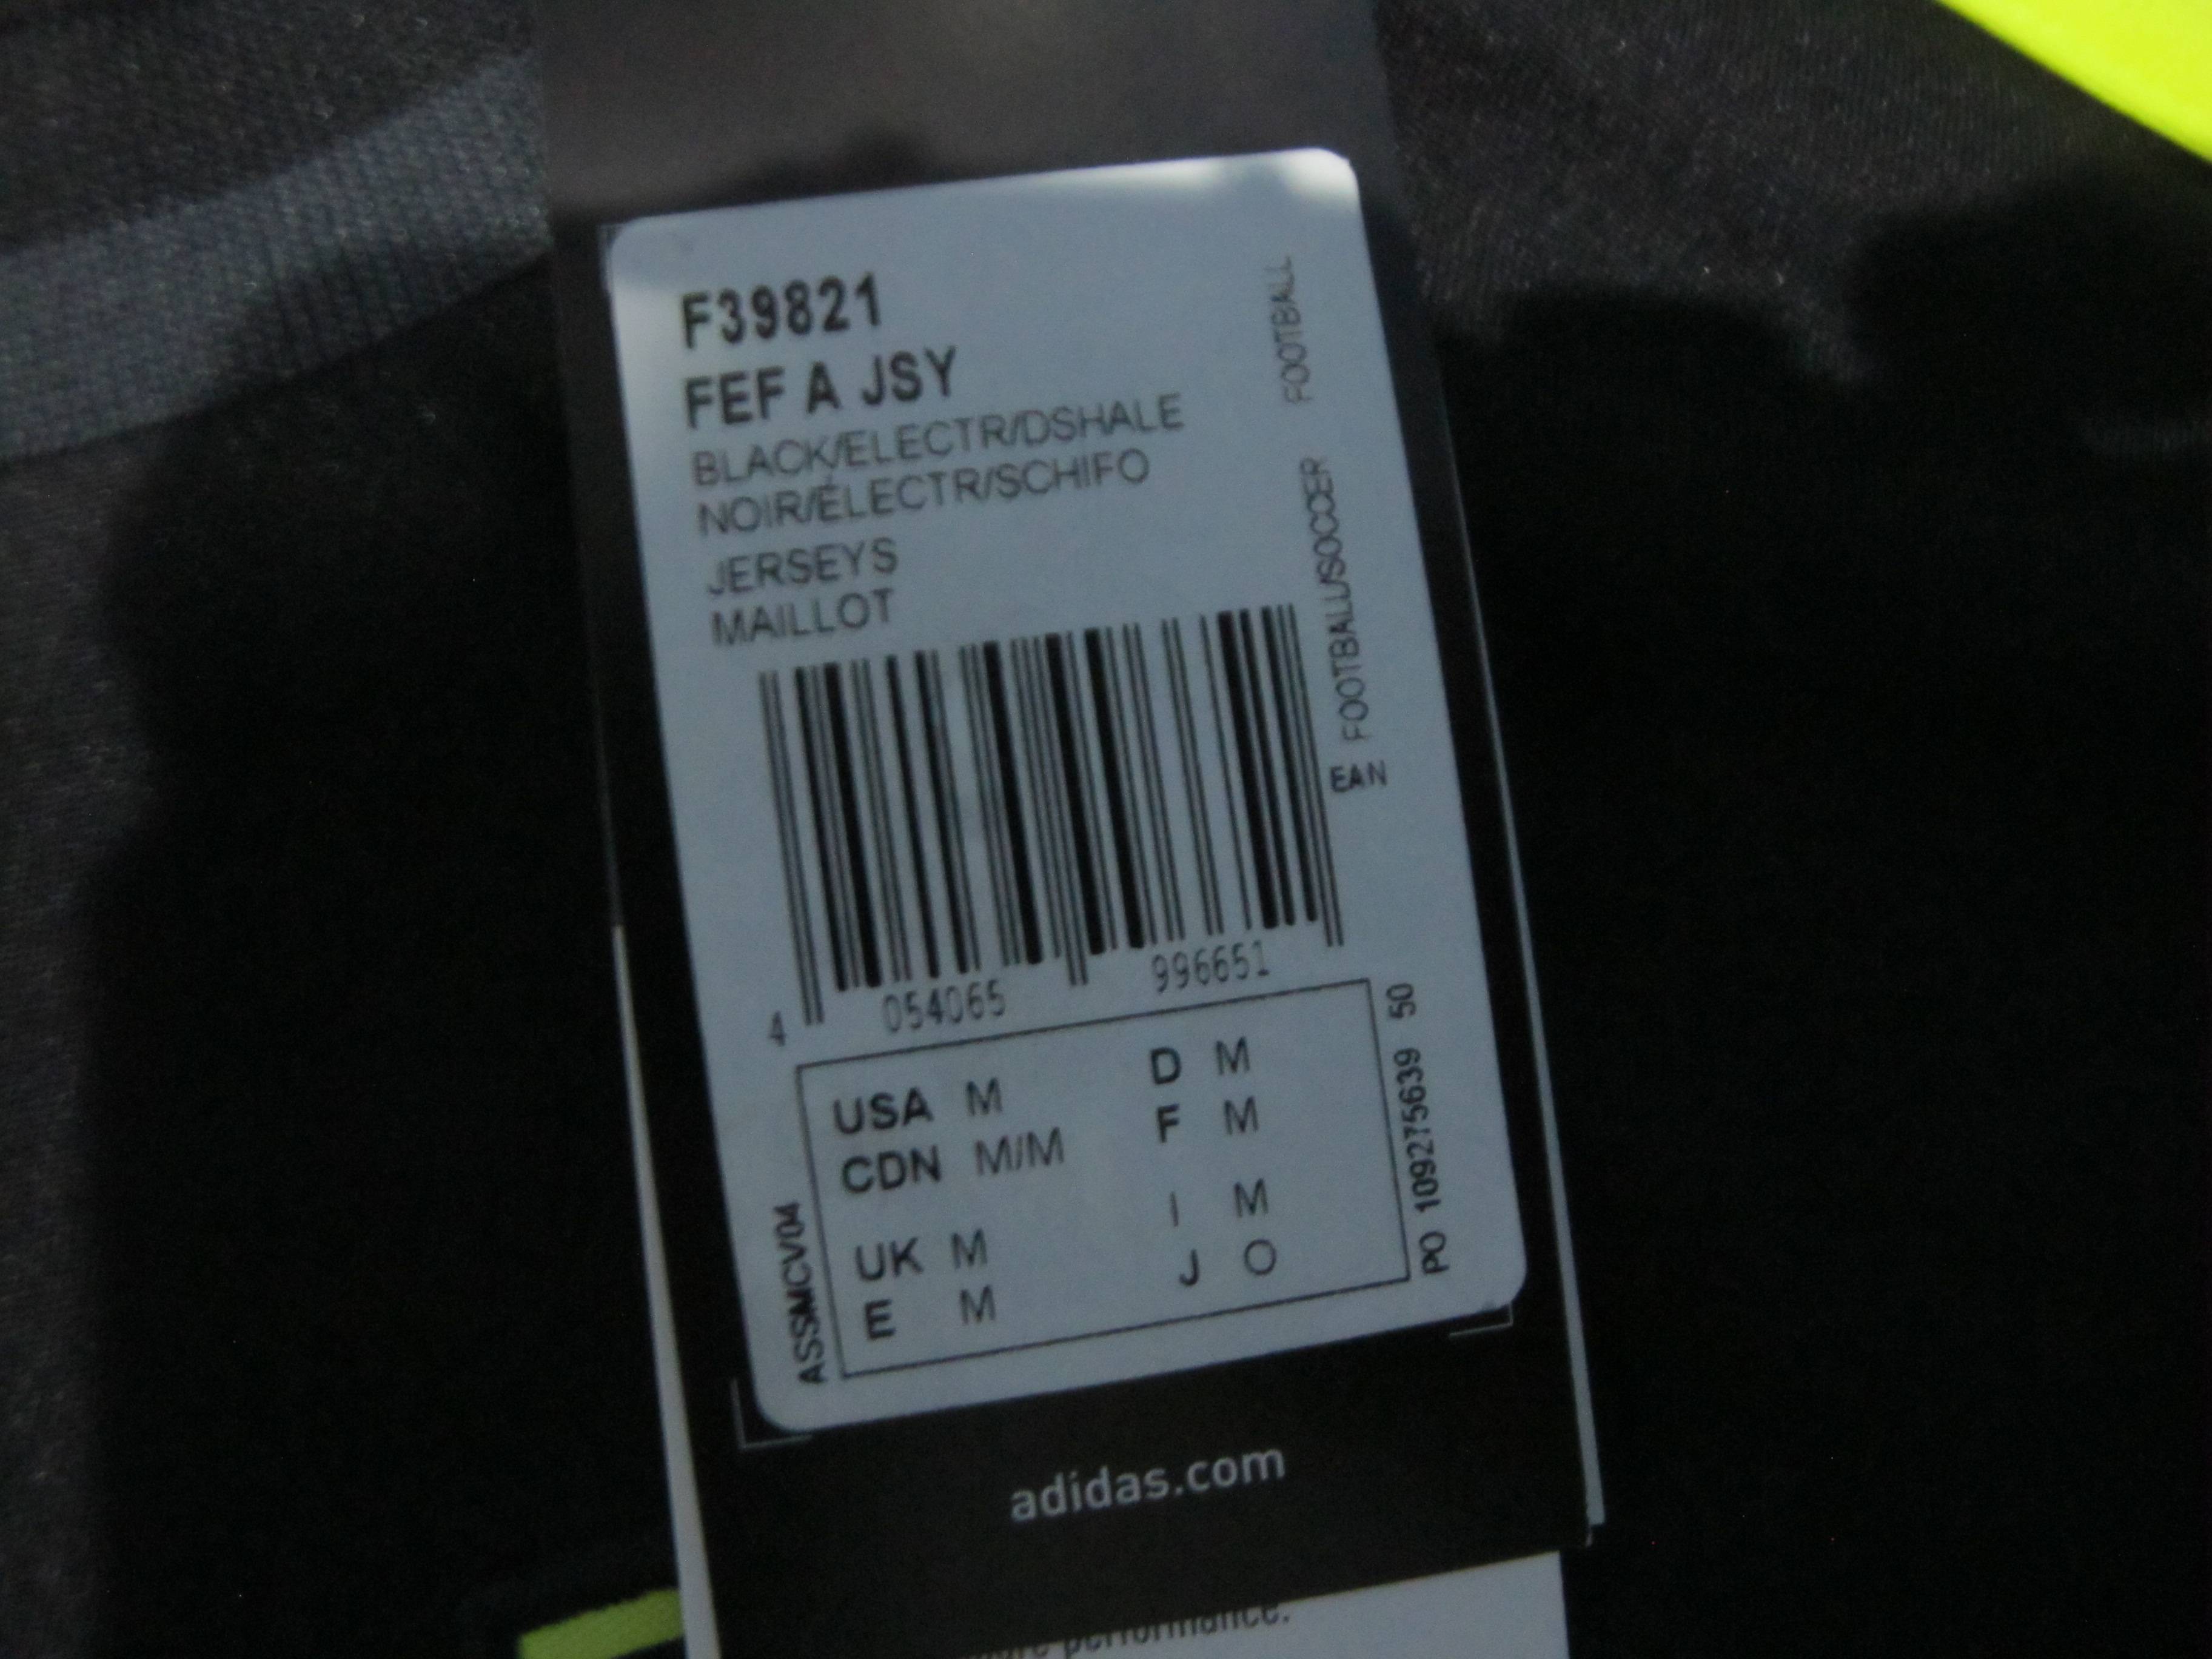 F39821
FEF A JSY
BLACK/ELECTR/DSHALE
NOIR/ÉLECTR/SCHIFO
JERSEYS
MAILLOT
FOOTBALL/SOCCER FOOTBALL
EAN
4 054065 996651
USA M D M
CDN M/M F M
UK M I M
E M J O
ASSMCV04
PO 109275639 50
adidas.com
performance.